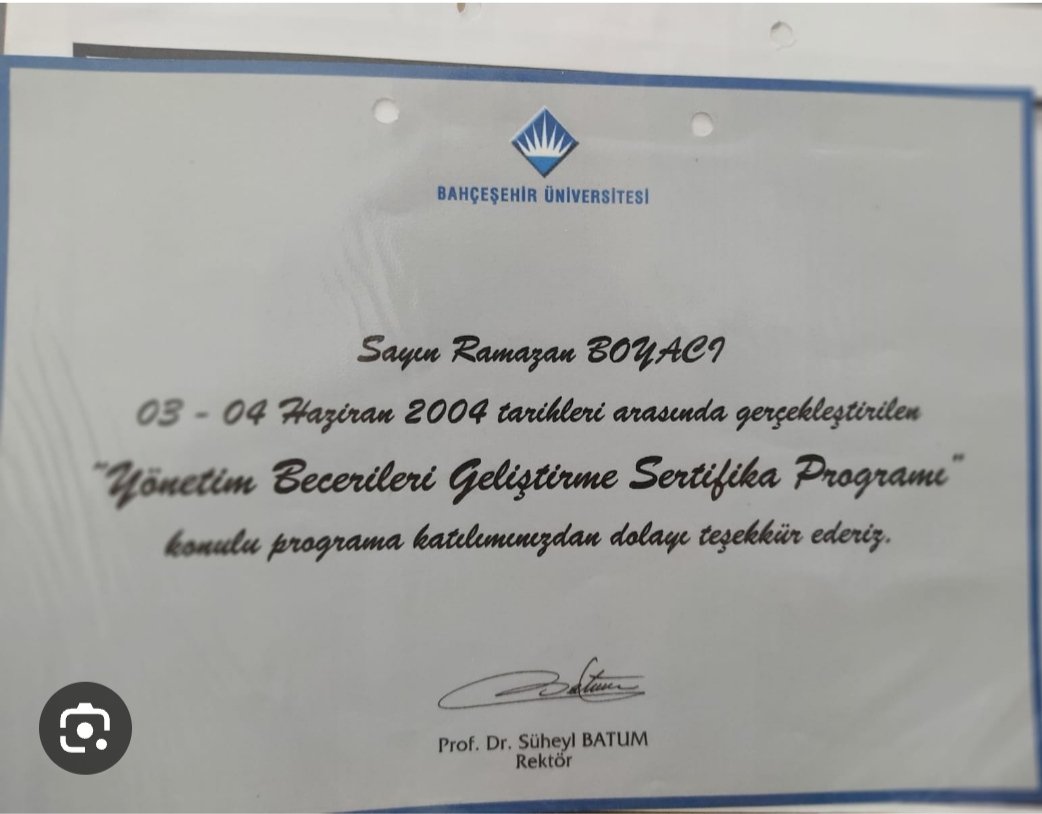 BAHÇEŞEHİR ÜNİVERSİTESİ
Sayın Ramazan BOYACI
03 - 04 Haziran 2004 tarihleri arasında gerçekleştirilen
"Yönetim Becerileri Geliştirme Sertifika Programı"
konulu programa katılımınızdan dolayı teşekkür ederiz.
Batum
Prof. Dr. Süheyl BATUM
Rektör